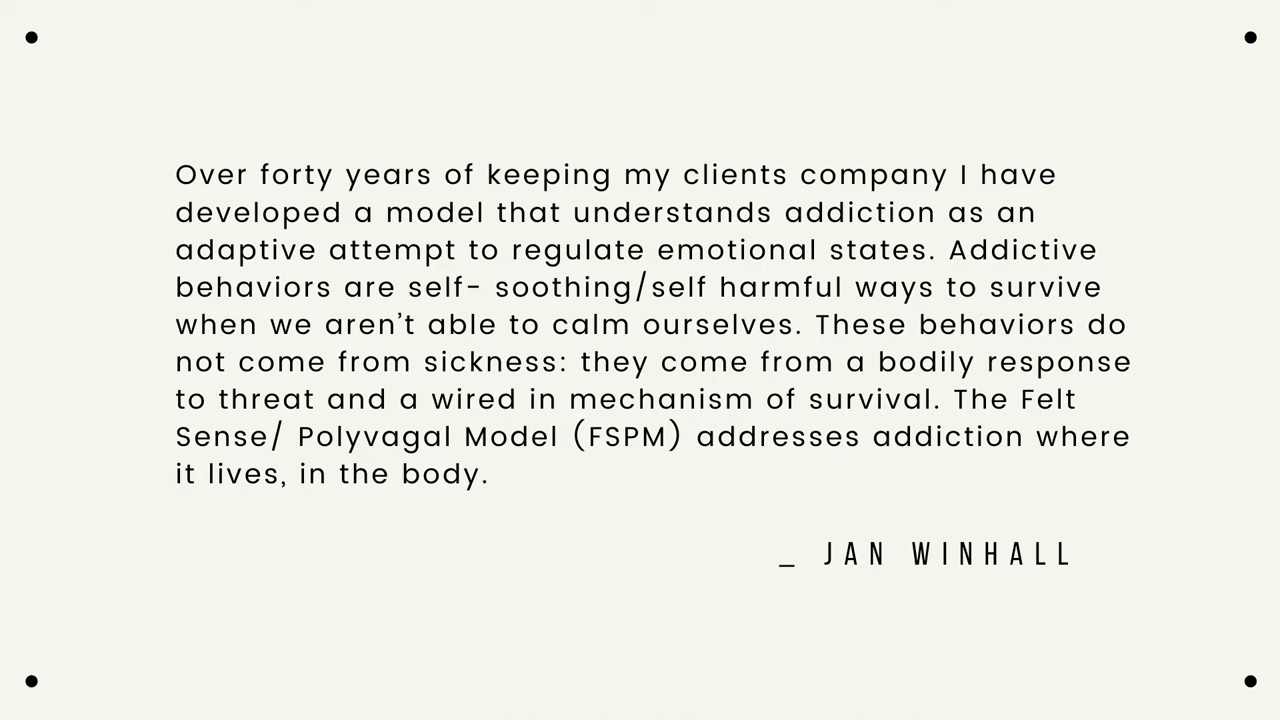 Over forty years of keeping my clients company I have
developed a model that understands addiction as an
adaptive attempt to regulate emotional states. Addictive
behaviors are self- soothing/self harmful ways to survive
when we aren’t able to calm ourselves. These behaviors do
not come from sickness: they come from a bodily response
to threat and a wired in mechanism of survival. The Felt
Sense/ Polyvagal Model (FSPM) addresses addiction where
it lives, in the body.
_ JAN WINHALL